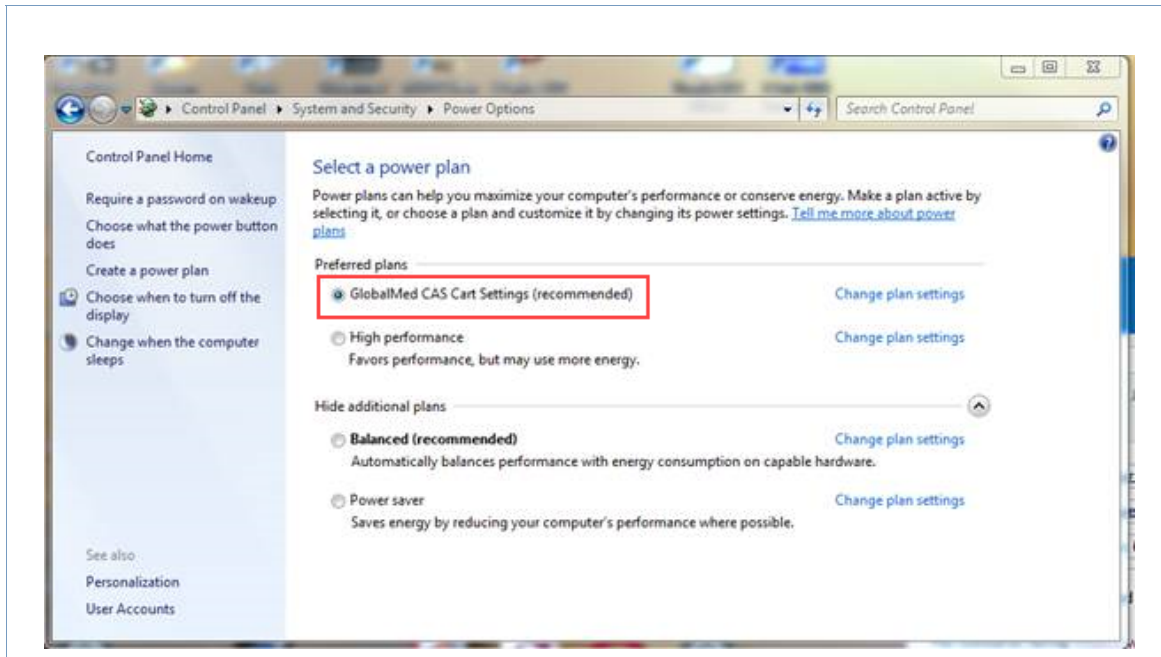 Control Panel ▸ System and Security ▸ Power Options
Search Control Panel
Control Panel Home
Require a password on wakeup
Choose what the power button
does
Create a power plan
Choose when to turn off the
display
Change when the computer
sleeps
See also
Personalization
User Accounts
Select a power plan
Power plans can help you maximize your computer's performance or conserve energy. Make a plan active by
selecting it, or choose a plan and customize it by changing its power settings. Tell me more about power
plans
Preferred plans
GlobalMed CAS Cart Settings (recommended) Change plan settings
High performance Change plan settings
Favors performance, but may use more energy.
Hide additional plans
Balanced (recommended) Change plan settings
Automatically balances performance with energy consumption on capable hardware.
Power saver Change plan settings
Saves energy by reducing your computer's performance where possible.